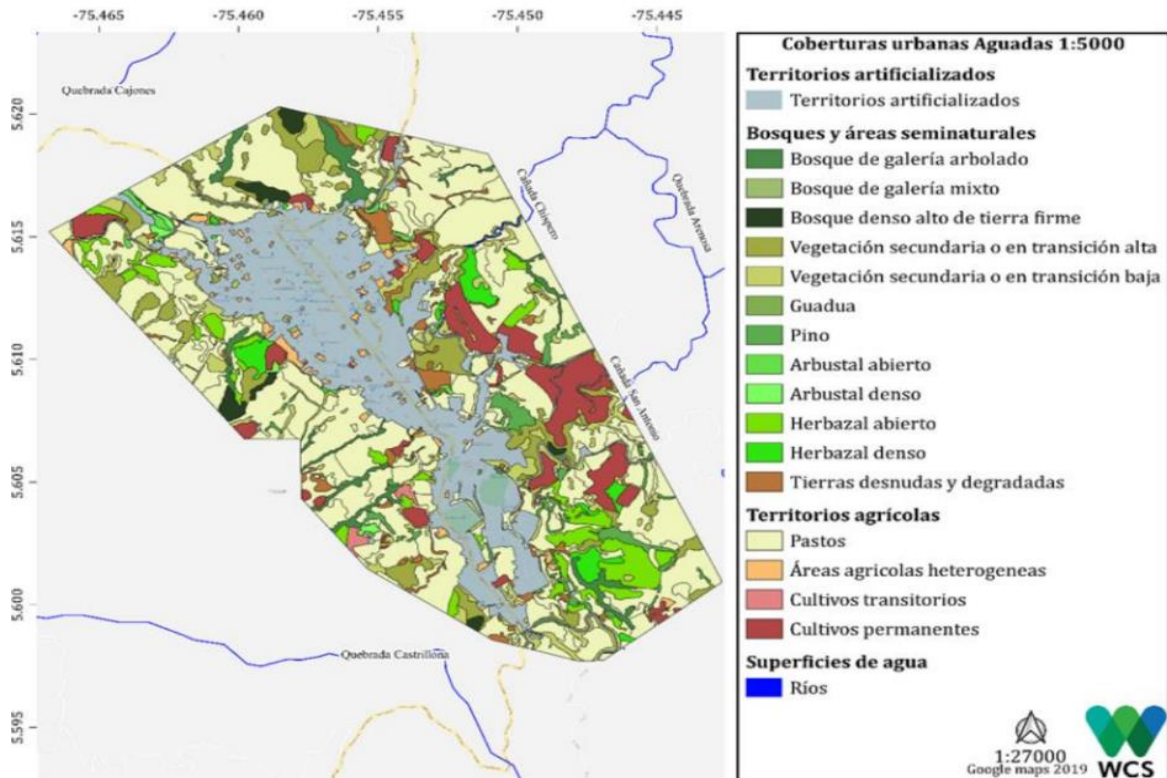 -75.465 -75.460 -75.455 -75.450 -75.445
5.620
5.615
5.610
5.605
5.600
5.595
Quebrada Cajones
Cañada Chispero
Quebrada Arenosa
Cañada San Antonio
Quebrada Castrillona
Coberturas urbanas Aguadas 1:5000
Territorios artificializados
Territorios artificializados
Bosques y áreas seminaturales
Bosque de galería arbolado
Bosque de galería mixto
Bosque denso alto de tierra firme
Vegetación secundaria o en transición alta
Vegetación secundaria o en transición baja
Guadua
Pino
Arbustal abierto
Arbustal denso
Herbazal abierto
Herbazal denso
Tierras desnudas y degradadas
Territorios agrícolas
Pastos
Áreas agricolas heterogeneas
Cultivos transitorios
Cultivos permanentes
Superficies de agua
Ríos
1:27000
Google maps 2019
WCS